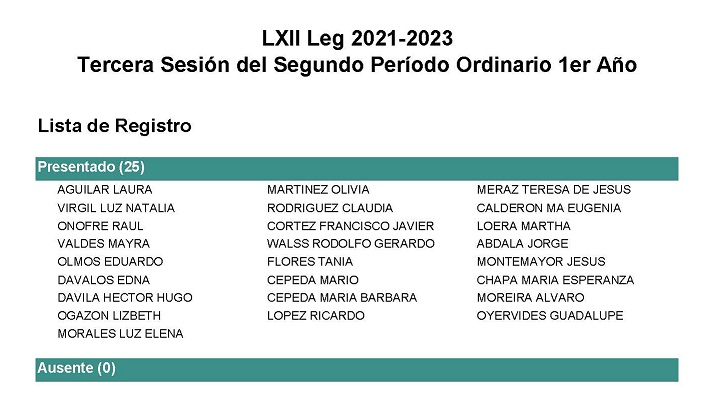 LXII Leg 2021-2023
Tercera Sesión del Segundo Período Ordinario 1er Año
Lista de Registro
Presentado (25)
AGUILAR LAURA MARTINEZ OLIVIA MERAZ TERESA DE JESUS
VIRGIL LUZ NATALIA RODRIGUEZ CLAUDIA CALDERON MA EUGENIA
ONOFRE RAUL CORTEZ FRANCISCO JAVIER LOERA MARTHA
VALDES MAYRA WALSS RODOLFO GERARDO ABDALA JORGE
OLMOS EDUARDO FLORES TANIA MONTEMAYOR JESUS
DAVALOS EDNA CEPEDA MARIO CHAPA MARIA ESPERANZA
DAVILA HECTOR HUGO CEPEDA MARIA BARBARA MOREIRA ALVARO
OGAZON LIZBETH LOPEZ RICARDO OYERVIDES GUADALUPE
MORALES LUZ ELENA
Ausente (0)